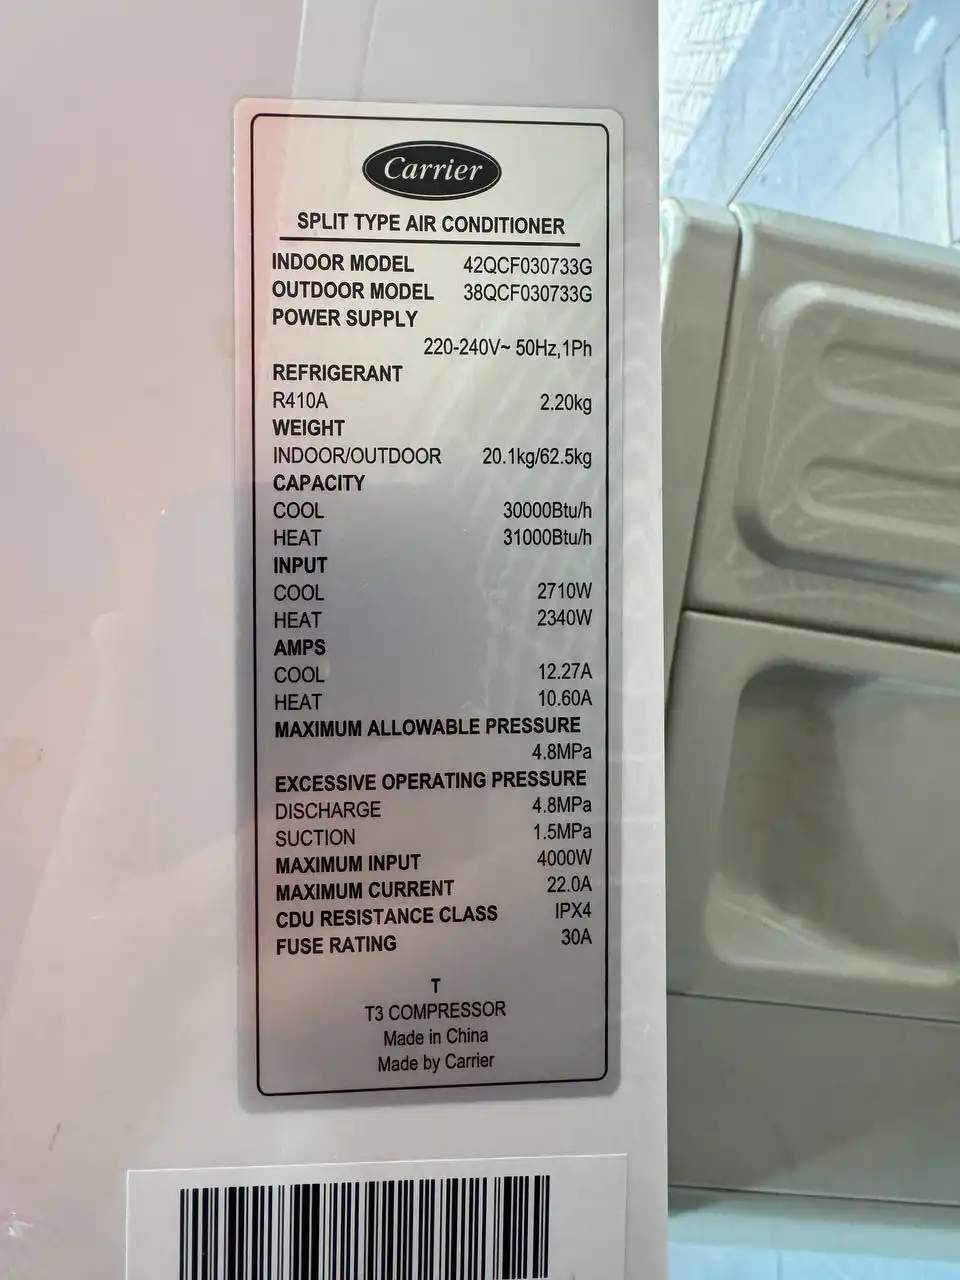 Carrier
SPLIT TYPE AIR CONDITIONER
INDOOR MODEL 42QCF030733G
OUTDOOR MODEL 38QCF030733G
POWER SUPPLY
220-240V~ 50Hz,1Ph
REFRIGERANT
R410A 2.20kg
WEIGHT
INDOOR/OUTDOOR 20.1kg/62.5kg
CAPACITY
COOL 30000Btu/h
HEAT 31000Btu/h
INPUT
COOL 2710W
HEAT 2340W
AMPS
COOL 12.27A
HEAT 10.60A
MAXIMUM ALLOWABLE PRESSURE
4.8MPa
EXCESSIVE OPERATING PRESSURE
DISCHARGE 4.8MPa
SUCTION 1.5MPa
MAXIMUM INPUT 4000W
MAXIMUM CURRENT 22.0A
CDU RESISTANCE CLASS IPX4
FUSE RATING 30A
T
T3 COMPRESSOR
Made in China
Made by Carrier